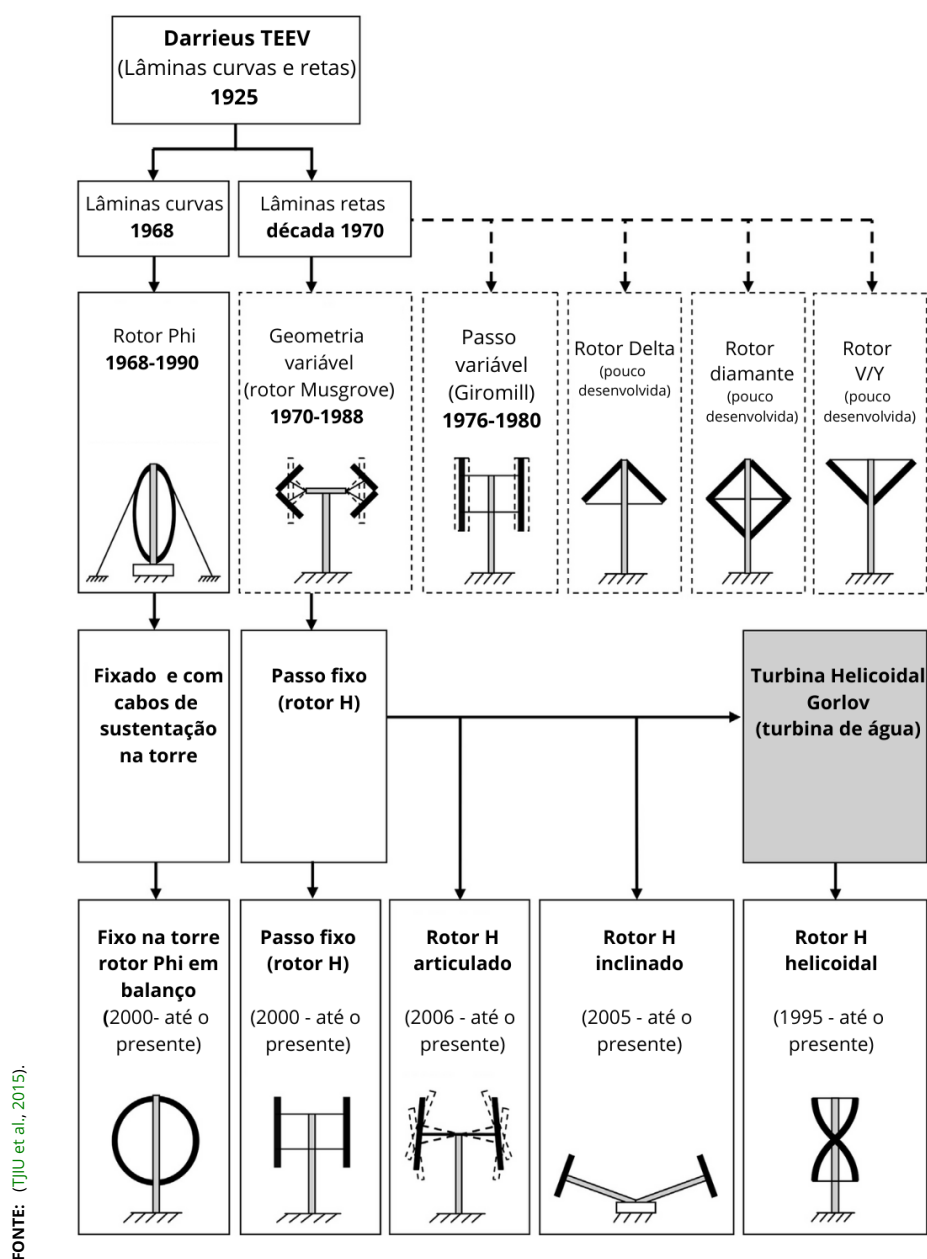 Darrieus TEEV
(Lâminas curvas e retas)
1925
Lâminas curvas
1968
Lâminas retas
década 1970
Rotor Phi
1968-1990
Geometria
variável
(rotor Musgrove)
1970-1988
Passo
variável
(Giromill)
1976-1980
Rotor Delta
(pouco
desenvolvida)
Rotor
diamante
(pouco
desenvolvida)
Rotor
V/Y
(pouco
desenvolvida)
Fixado e com
cabos de
sustentação
na torre
Passo fixo
(rotor H)
Turbina Helicoidal
Gorlov
(turbina de água)
Fixo na torre
rotor Phi em
balanço
(2000- até o
presente)
Passo fixo
(rotor H)
(2000 - até o
presente)
Rotor H
articulado
(2006 - até o
presente)
Rotor H
inclinado
(2005 - até o
presente)
Rotor H
helicoidal
(1995 - até o
presente)
FONTE: (TJIU et al., 2015).